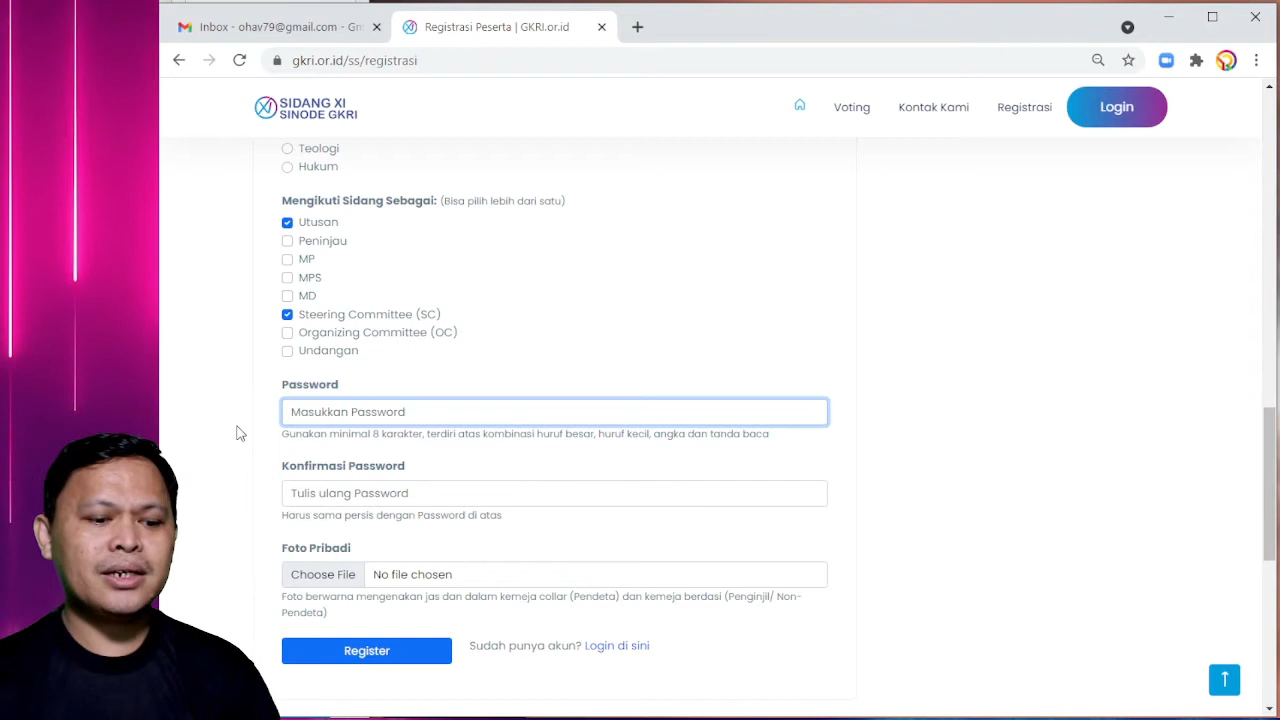 Inbox - ohav79@gmail.com - Gm
Registrasi Peserta | GKRI.or.id
gkri.or.id/ss/registrasi
SIDANG XI
SINODE GKRI
Voting
Kontak Kami
Registrasi
Login
Teologi
Hukum
Mengikuti Sidang Sebagai: (Bisa pilih lebih dari satu)
Utusan
Peninjau
MP
MPS
MD
Steering Committee (SC)
Organizing Committee (OC)
Undangan
Password
Masukkan Password
Gunakan minimal 8 karakter, terdiri atas kombinasi huruf besar, huruf kecil, angka dan tanda baca
Konfirmasi Password
Tulis ulang Password
Harus sama persis dengan Password di atas
Foto Pribadi
Choose File No file chosen
Foto berwarna mengenakan jas dan dalam kemeja collar (Pendeta) dan kemeja berdasi (Penginjil/ Non-
Pendeta)
Register
Sudah punya akun? Login di sini